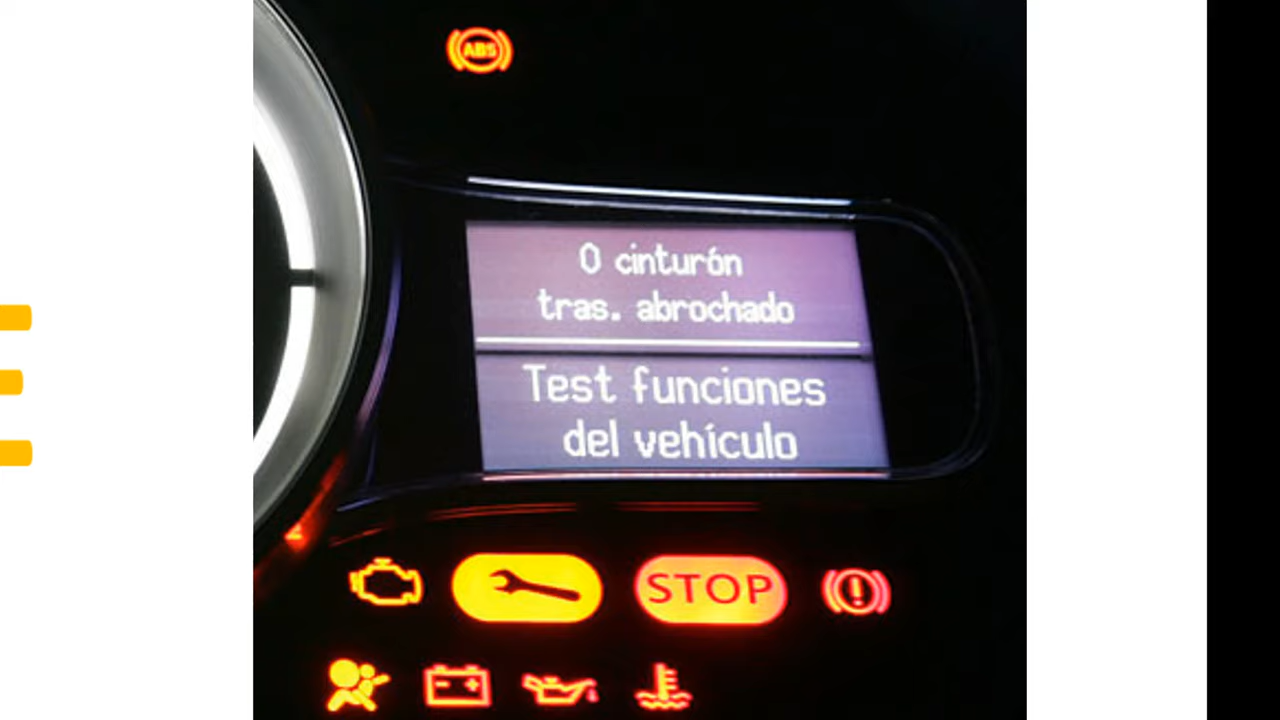 ABS
0 cinturón
tras. abrochado
Test funciones
del vehículo
STOP